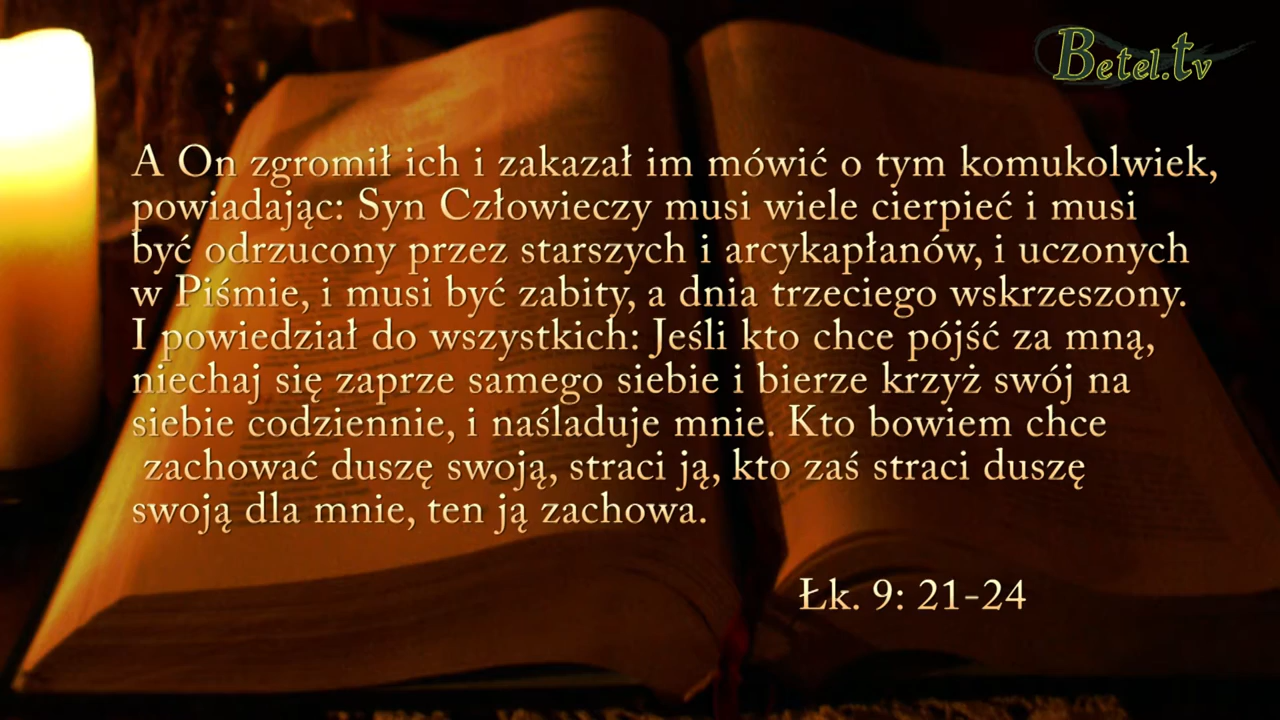 Betel.tv
A On zgromił ich i zakazał im mówić o tym komukolwiek,
powiadając: Syn Człowieczy musi wiele cierpieć i musi
być odrzucony przez starszych i arcykapłanów, i uczonych
w Piśmie, i musi być zabity, a dnia trzeciego wskrzeszony.
I powiedział do wszystkich: Jeśli kto chce pójść za mną,
niechaj się zaprze samego siebie i bierze krzyż swój na
siebie codziennie, i naśladuje mnie. Kto bowiem chce
zachować duszę swoją, straci ją, kto zaś straci duszę
swoją dla mnie, ten ją zachowa.
Łk. 9: 21-24